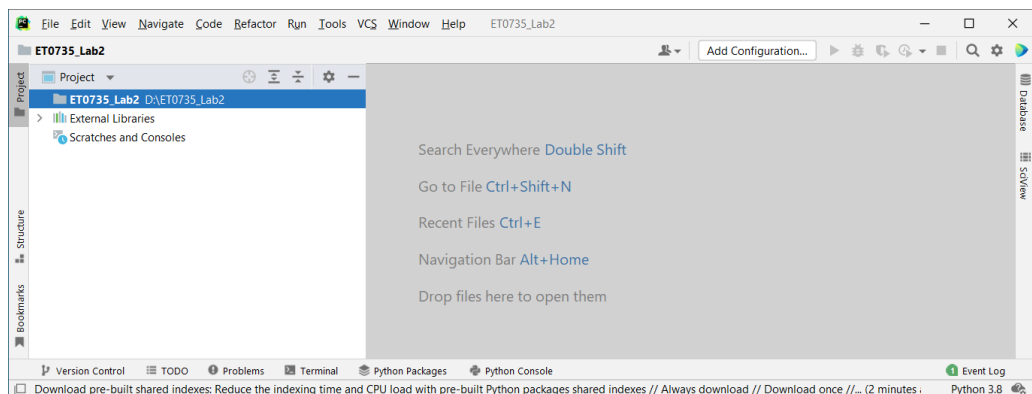 PC File Edit View Navigate Code Refactor Run Tools VCS Window Help ET0735_Lab2
ET0735_Lab2 Add Configuration...
Project
Project
ET0735_Lab2 D:\ET0735_Lab2
External Libraries
Scratches and Consoles
Structure
Bookmarks
Search Everywhere Double Shift
Go to File Ctrl+Shift+N
Recent Files Ctrl+E
Navigation Bar Alt+Home
Drop files here to open them
Database
SciView
Version Control TODO Problems Terminal Python Packages Python Console 1 Event Log
Download pre-built shared indexes: Reduce the indexing time and CPU load with pre-built Python packages shared indexes // Always download // Download once //... (2 minutes Python 3.8